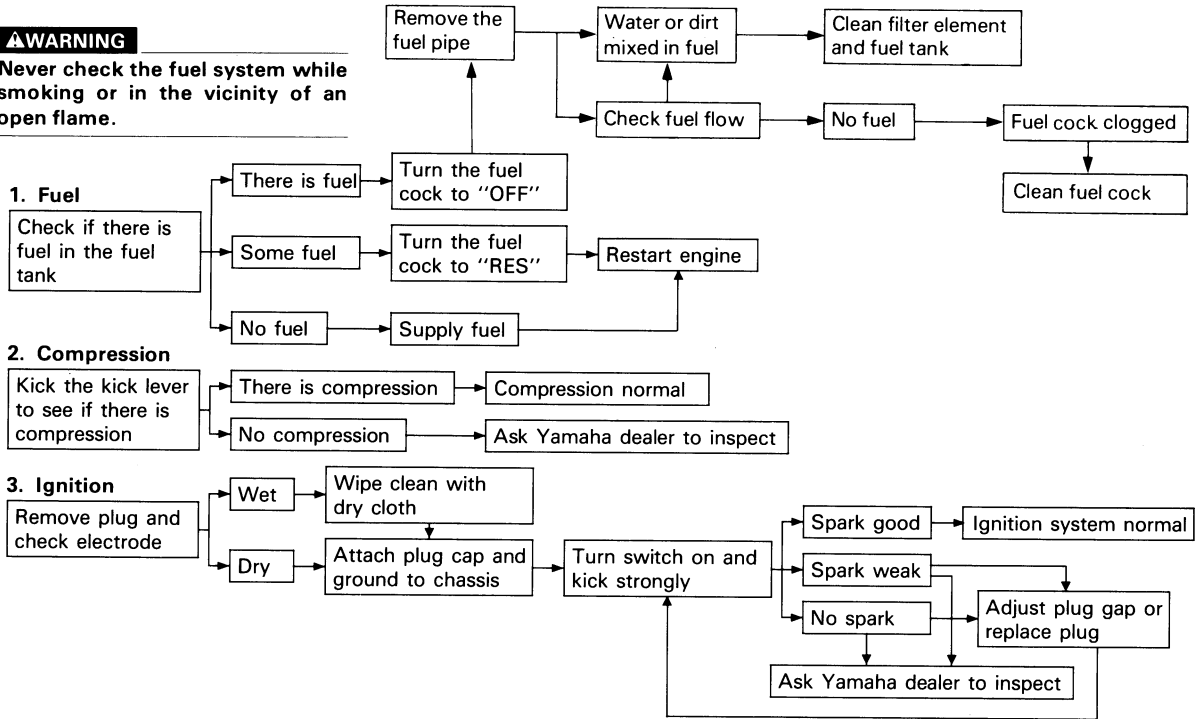 ⚠WARNING
Never check the fuel system while
smoking or in the vicinity of an
open flame.
Remove the
fuel pipe
Water or dirt
mixed in fuel
Clean filter element
and fuel tank
Check fuel flow
No fuel
Fuel cock clogged
Clean fuel cock
1. Fuel
Check if there is
fuel in the fuel
tank
There is fuel
Turn the fuel
cock to "OFF"
Some fuel
Turn the fuel
cock to "RES"
Restart engine
No fuel
Supply fuel
2. Compression
Kick the kick lever
to see if there is
compression
There is compression
Compression normal
No compression
Ask Yamaha dealer to inspect
3. Ignition
Remove plug and
check electrode
Wet
Wipe clean with
dry cloth
Dry
Attach plug cap and
ground to chassis
Turn switch on and
kick strongly
Spark good
Ignition system normal
Spark weak
No spark
Adjust plug gap or
replace plug
Ask Yamaha dealer to inspect